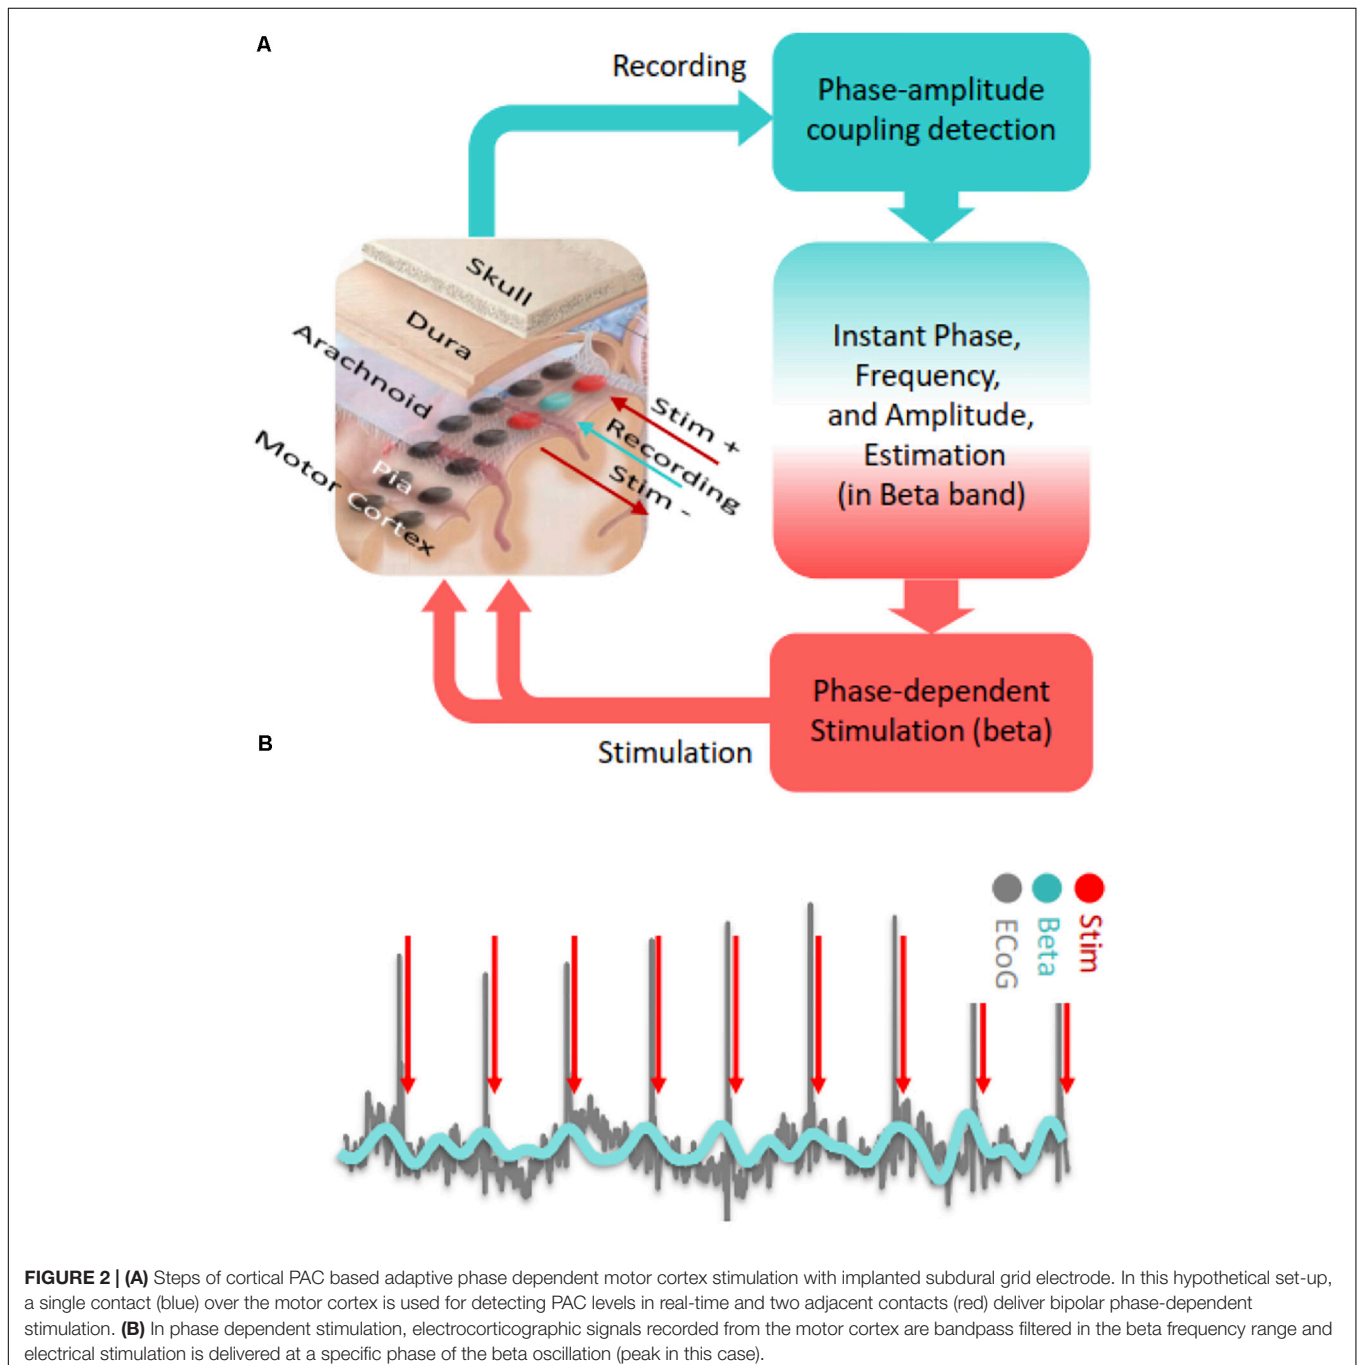 A
Recording
Phase-amplitude
coupling detection
Skull
Dura
Arachnoid
Motor Cortex
Pia
Stim +
Recording
Stim -
Instant Phase,
Frequency,
and Amplitude,
Estimation
(in Beta band)
Phase-dependent
Stimulation (beta)
Stimulation
B
ECoG
Beta
Stim
FIGURE 2 | (A) Steps of cortical PAC based adaptive phase dependent motor cortex stimulation with implanted subdural grid electrode. In this hypothetical set-up,
a single contact (blue) over the motor cortex is used for detecting PAC levels in real-time and two adjacent contacts (red) deliver bipolar phase-dependent
stimulation. (B) In phase dependent stimulation, electrocorticographic signals recorded from the motor cortex are bandpass filtered in the beta frequency range and
electrical stimulation is delivered at a specific phase of the beta oscillation (peak in this case).